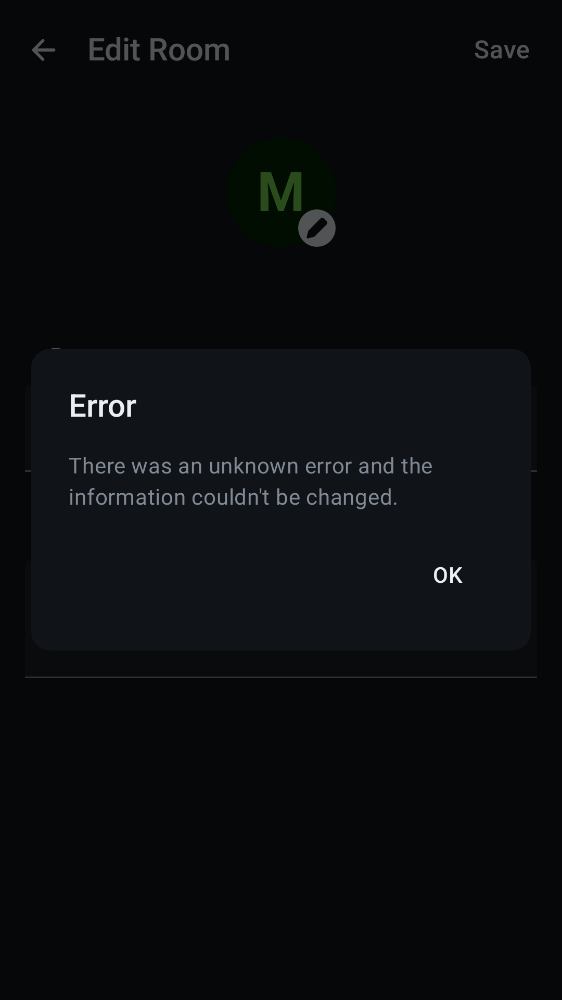 Edit Room
Save
M
Error
There was an unknown error and the
information couldn't be changed.
OK